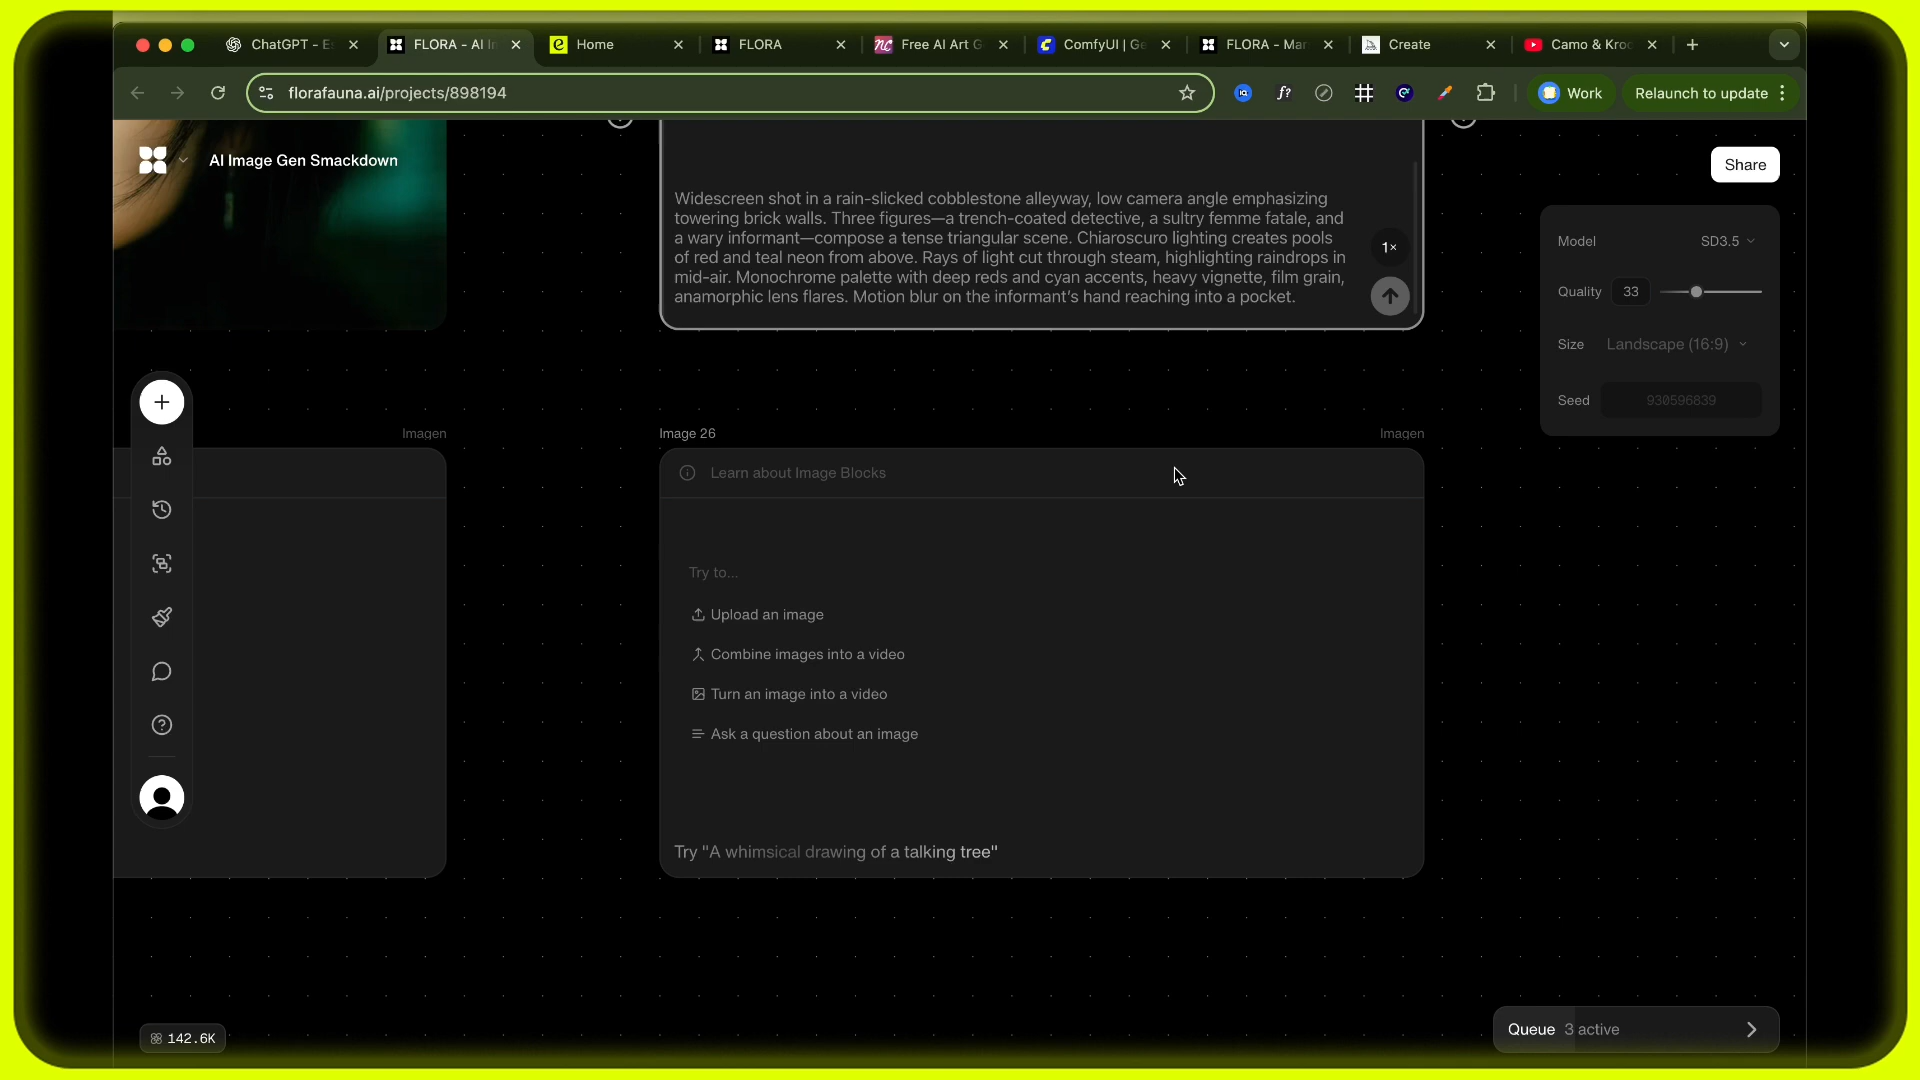 ChatGPT - E
FLORA - AI I
Home
FLORA
Free AI Art G
ComfyUI | Ge
FLORA - Mar
Create
Camo & Kro
florafauna.ai/projects/898194
f?
Work
Relaunch to update
AI Image Gen Smackdown
Share
Widescreen shot in a rain-slicked cobblestone alleyway, low camera angle emphasizing
towering brick walls. Three figures—a trench-coated detective, a sultry femme fatale, and
a wary informant—compose a tense triangular scene. Chiaroscuro lighting creates pools
of red and teal neon from above. Rays of light cut through steam, highlighting raindrops in
mid-air. Monochrome palette with deep reds and cyan accents, heavy vignette, film grain,
anamorphic lens flares. Motion blur on the informant's hand reaching into a pocket.
1×
Model SD3.5
Quality 33
Size Landscape (16:9)
Seed 930596839
Imagen
Image 26
Imagen
Learn about Image Blocks
Try to...
Upload an image
Combine images into a video
Turn an image into a video
Ask a question about an image
Try "A whimsical drawing of a talking tree"
142.6K
Queue 3 active